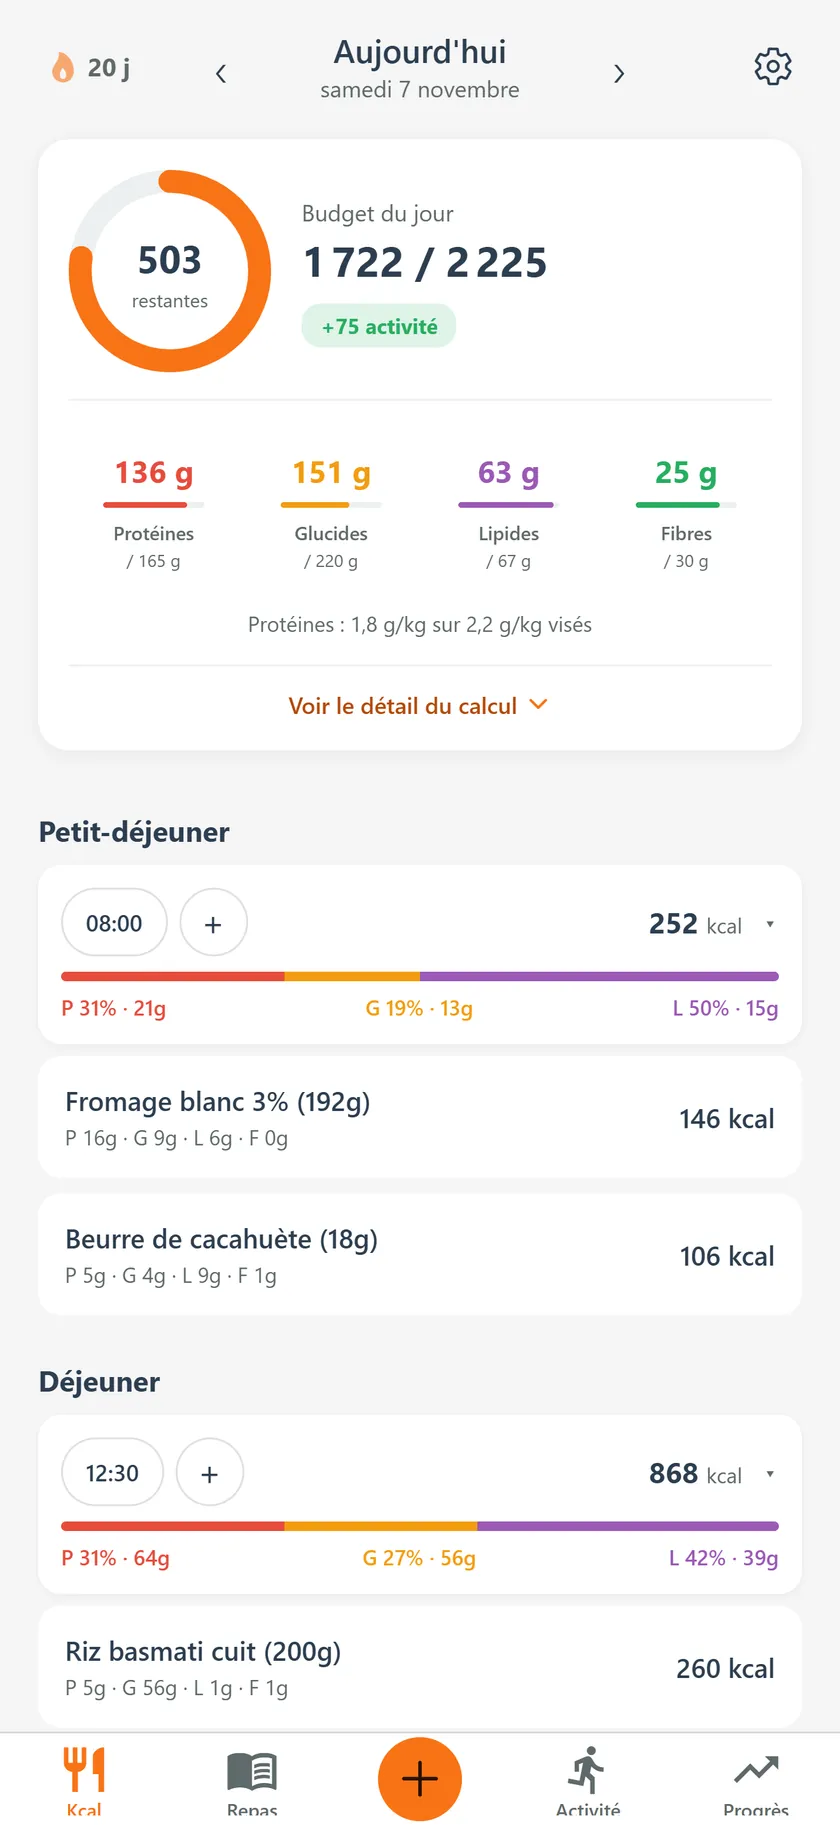 20 j
Aujourd'hui
samedi 7 novembre
503
restantes
Budget du jour
1 722 / 2 225
+75 activité
136 g
151 g
63 g
25 g
Protéines
Glucides
Lipides
Fibres
/ 165 g
/ 220 g
/ 67 g
/ 30 g
Protéines : 1,8 g/kg sur 2,2 g/kg visés
Voir le détail du calcul
Petit-déjeuner
08:00
+
252 kcal
P 31% · 21g
G 19% · 13g
L 50% · 15g
Fromage blanc 3% (192g)
P 16g · G 9g · L 6g · F 0g
146 kcal
Beurre de cacahuète (18g)
P 5g · G 4g · L 9g · F 1g
106 kcal
Déjeuner
12:30
+
868 kcal
P 31% · 64g
G 27% · 56g
L 42% · 39g
Riz basmati cuit (200g)
P 5g · G 56g · L 1g · F 1g
260 kcal
Kcal
Repas
Activité
Progrès